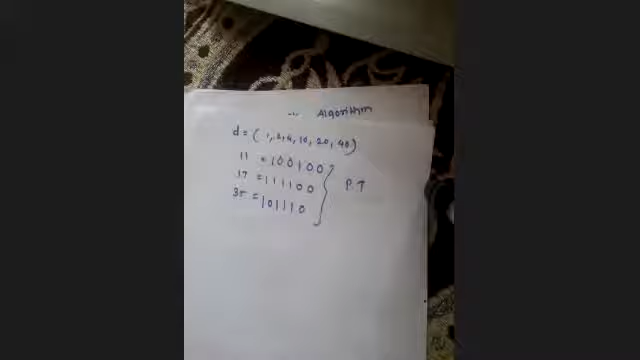 Algorithm
d = ( 1, 2, 4, 10, 20, 40)
11 = 100100
17 = 111100
35 = 101110
P.T